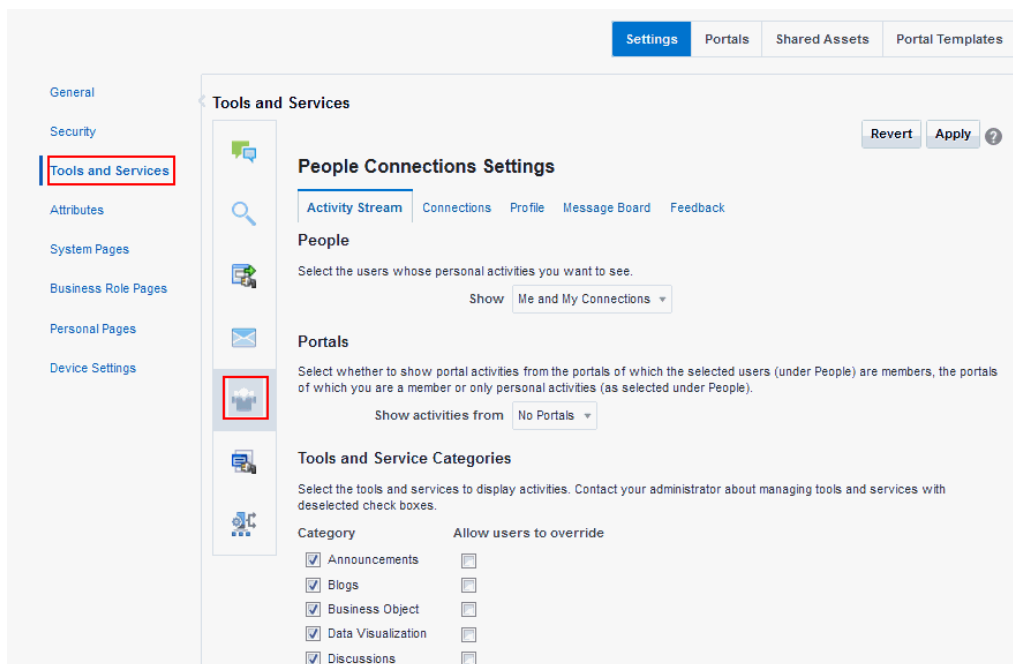 Settings Portals Shared Assets Portal Templates
General
Security
Tools and Services
Attributes
System Pages
Business Role Pages
Personal Pages
Device Settings
Tools and Services
Revert Apply ?
People Connections Settings
Activity Stream Connections Profile Message Board Feedback
People
Select the users whose personal activities you want to see.
Show Me and My Connections
Portals
Select whether to show portal activities from the portals of which the selected users (under People) are members, the portals
of which you are a member or only personal activities (as selected under People).
Show activities from No Portals
Tools and Service Categories
Select the tools and services to display activities. Contact your administrator about managing tools and services with
deselected check boxes.
Category Allow users to override
Announcements
Blogs
Business Object
Data Visualization
Discussions